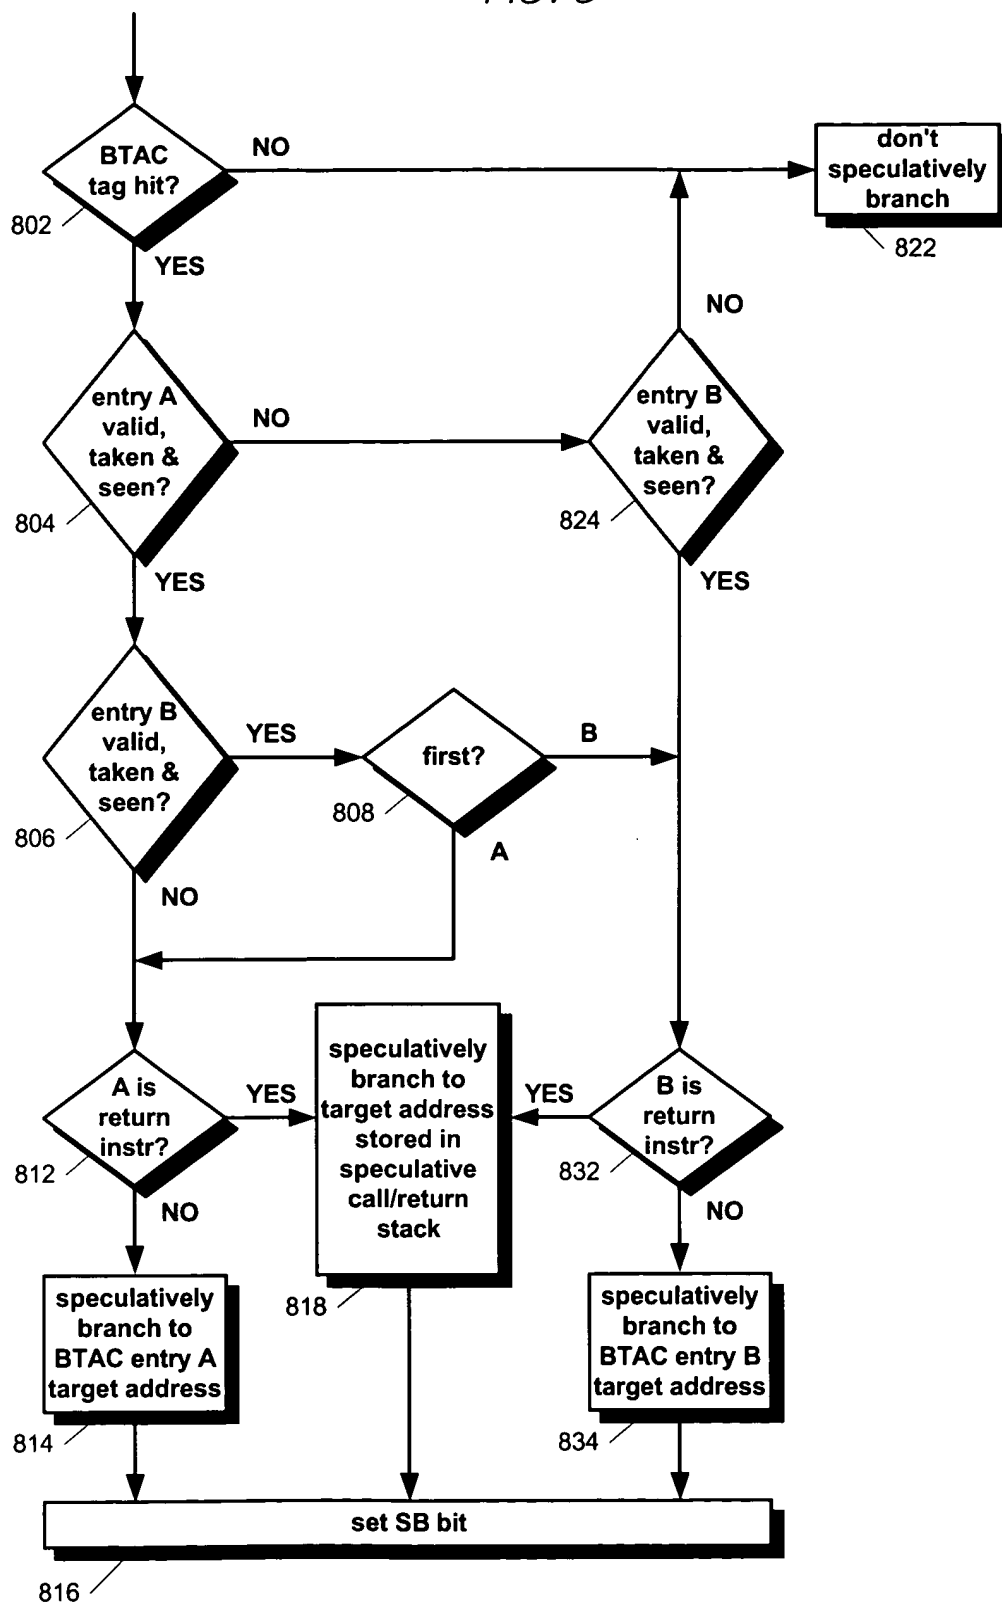 BTAC
tag hit?
NO
802
YES
don't
speculatively
branch
822
NO
entry A
valid,
taken &
seen?
NO
804
YES
entry B
valid,
taken &
seen?
824
YES
entry B
valid,
taken &
seen?
YES
806
NO
first?
B
808
A
A is
return
instr?
YES
812
NO
speculatively
branch to
target address
stored in
speculative
call/return
stack
818
B is
return
instr?
YES
832
NO
speculatively
branch to
BTAC entry A
target address
814
speculatively
branch to
BTAC entry B
target address
834
set SB bit
816